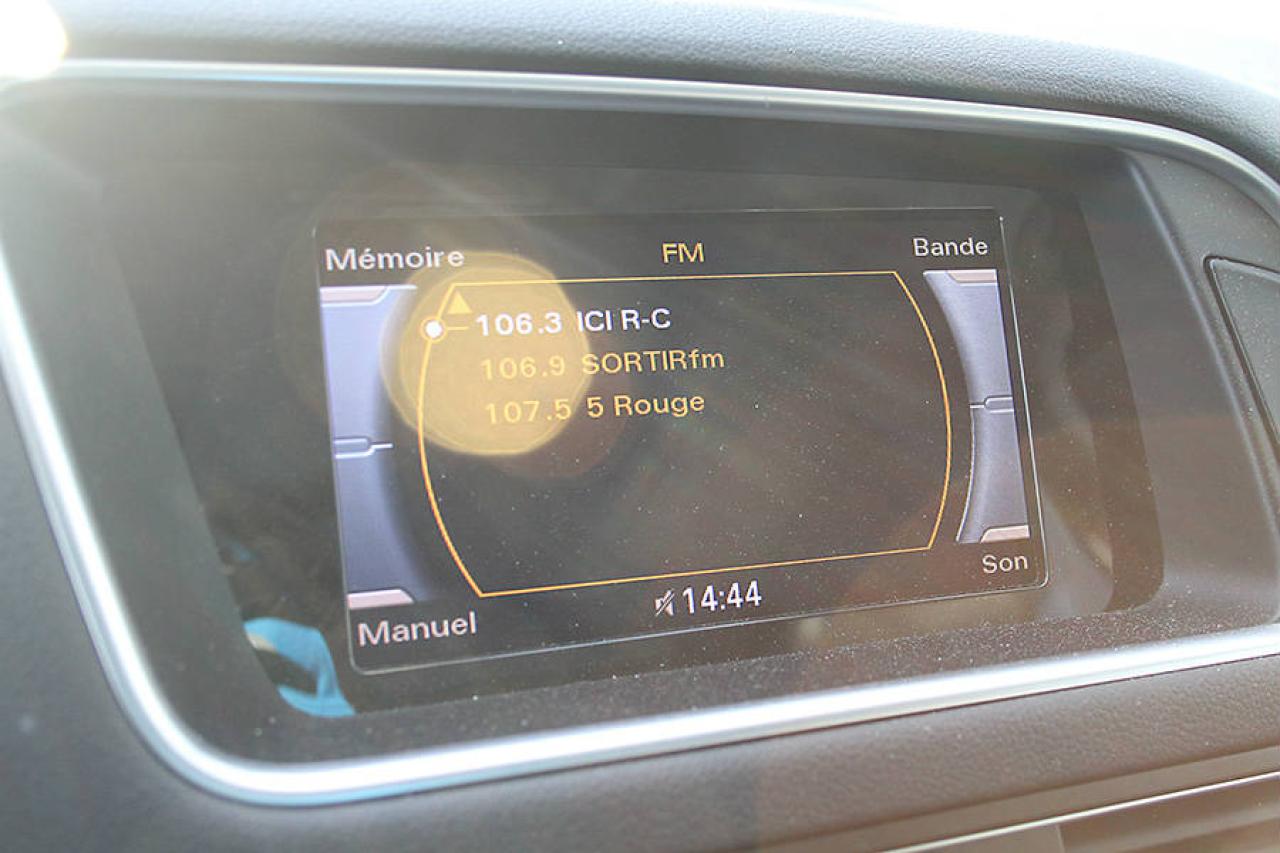 Mémoire FM Bande
106.3 ICI R-C
106.9 SORTIRfm
107.5 5 Rouge
Manuel 14:44 Son